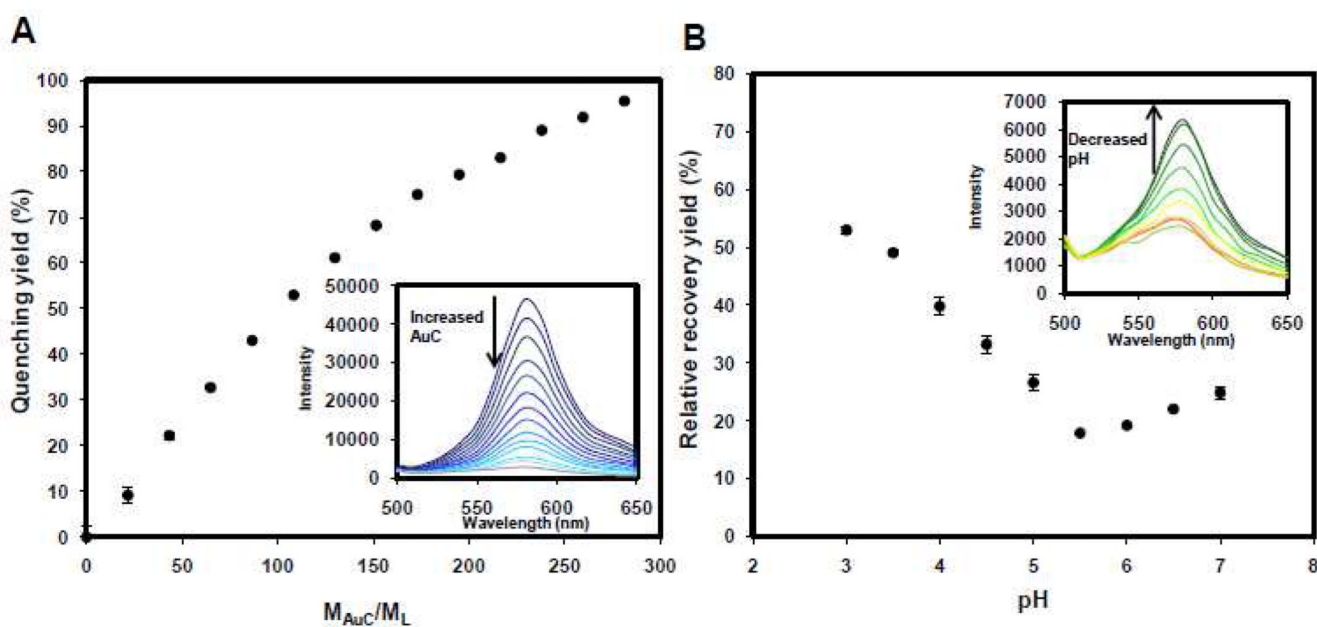 A
100
90
80
70
60
50
40
30
20
10
0
Quenching yield (%)
0 50 100 150 200 250 300
M_AuC/M_L
50000
40000
30000
20000
10000
0
Intensity
Increased
AuC
500 550 600 650
Wavelength (nm)
B
80
70
60
50
40
30
20
10
0
Relative recovery yield (%)
2 3 4 5 6 7 8
pH
7000
6000
5000
4000
3000
2000
1000
0
Intensity
Decreased
pH
500 550 600 650
Wavelength (nm)